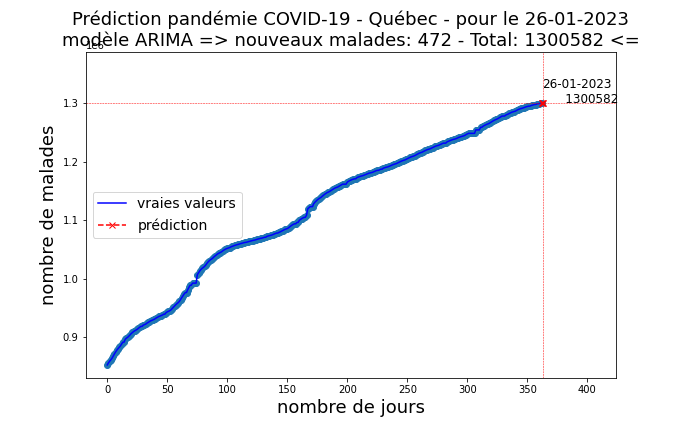 Prédiction pandémie COVID-19 - Québec - pour le 26-01-2023
modèle ARIMA => nouveaux malades: 472 - Total: 1300582 <=
1e6
26-01-2023
1300582
1.3
1.2
1.1
1.0
0.9
nombre de malades
vraies valeurs
prédiction
0 50 100 150 200 250 300 350 400
nombre de jours